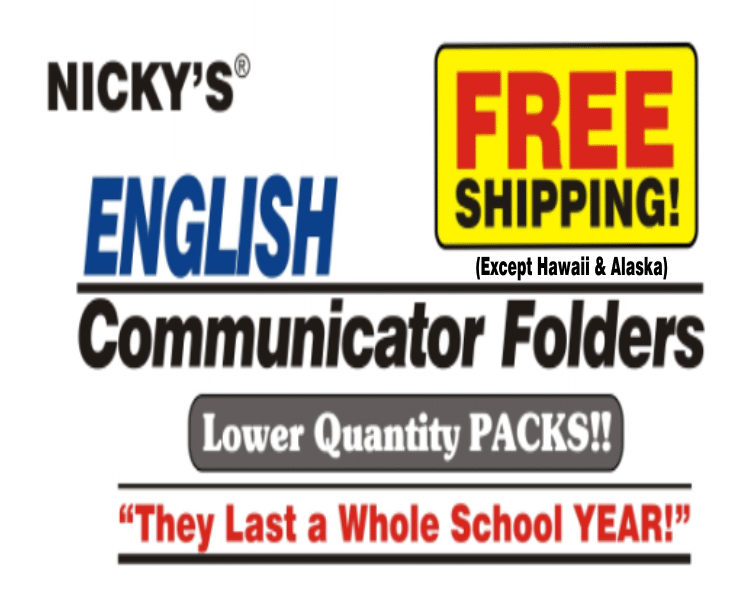 NICKY'S®
FREE
SHIPPING!
(Except Hawaii & Alaska)
ENGLISH
Communicator Folders
Lower Quantity PACKS!!
“They Last a Whole School YEAR!”